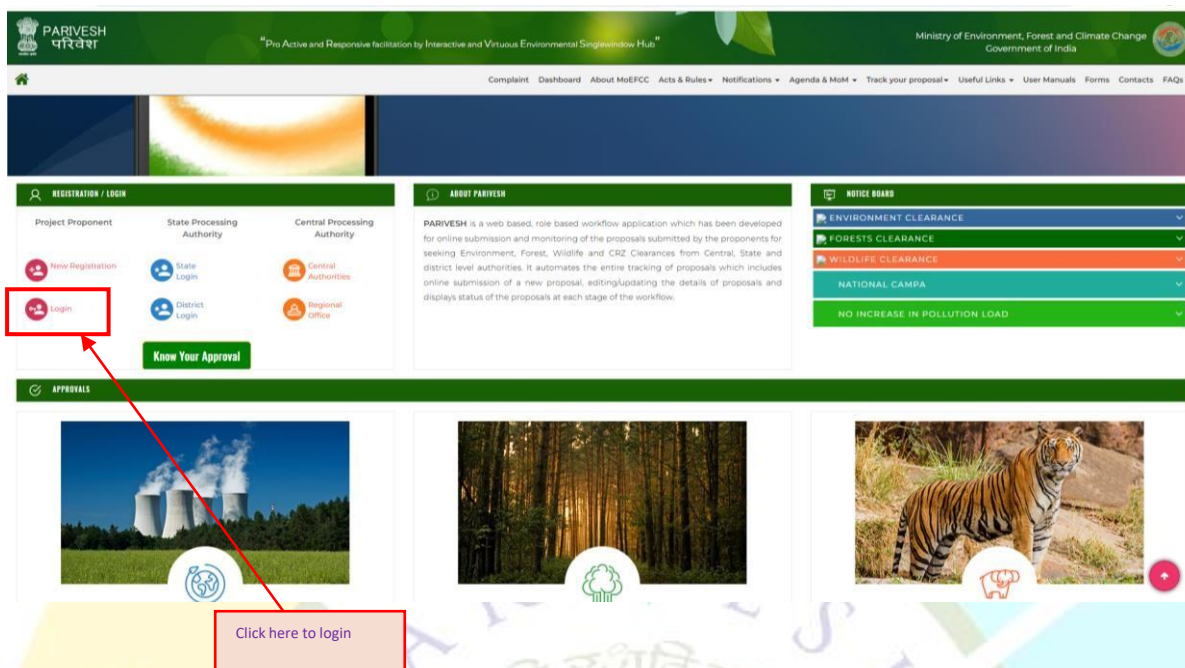 PARIVESH
परिवेश
"Pro Active and Responsive facilitation by Interactive and Virtuous Environmental Singlewindow Hub"
Ministry of Environment, Forest and Climate Change
Government of India
Complaint Dashboard About MoEFCC Acts & Rules Notifications Agenda & MoM Track your proposal Useful Links User Manuals Forms Contacts FAQs
REGISTRATION / LOGIN
Project Proponent
State Processing
Authority
Central Processing
Authority
New Registration
State
Login
Central
Authorities
Login
District
Login
Regional
Office
Know Your Approval
ABOUT PARIVESH
PARIVESH is a web based, role based workflow application which has been developed
for online submission and monitoring of the proposals submitted by the proponents for
seeking Environment, Forest, Wildlife and CRZ Clearances from Central, State and
district level authorities. It automates the entire tracking of proposals which includes
online submission of a new proposal, editing/updating the details of proposals and
displays status of the proposals at each stage of the workflow.
NOTICE BOARD
ENVIRONMENT CLEARANCE
FORESTS CLEARANCE
WILDLIFE CLEARANCE
NATIONAL CAMPA
NO INCREASE IN POLLUTION LOAD
APPROVALS
Click here to login